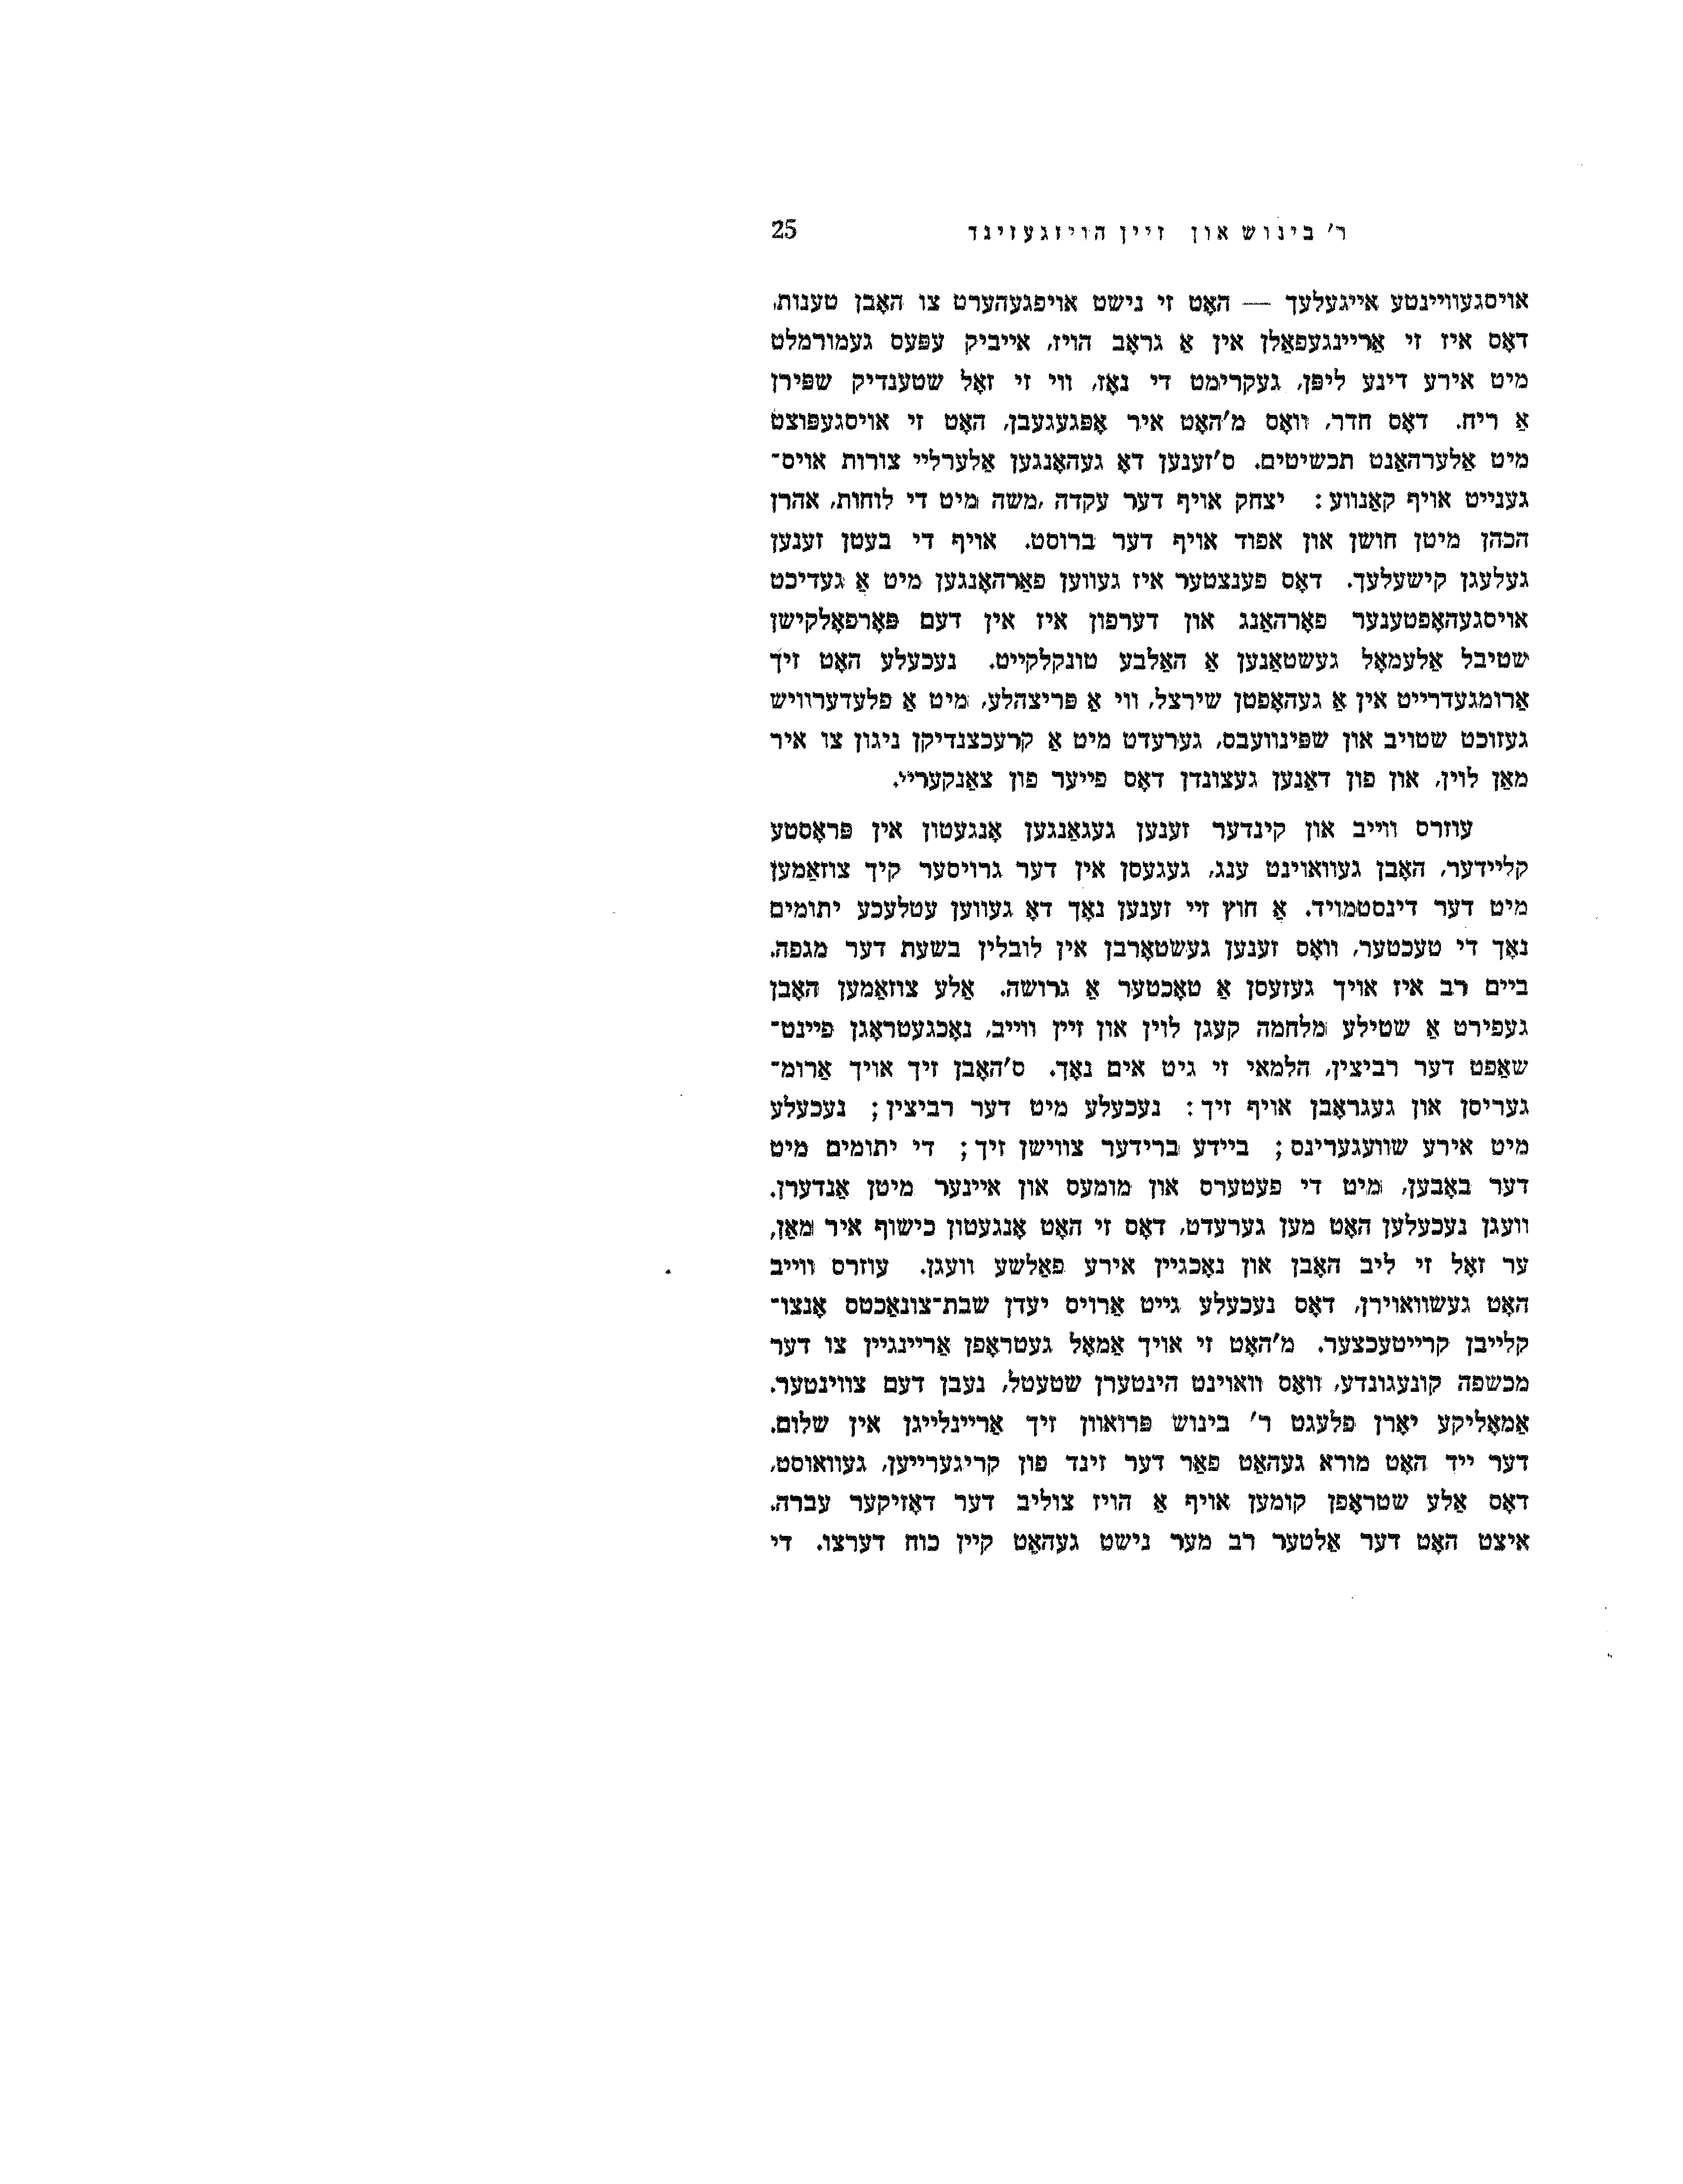 ר׳ בינוש און זיין הויזגעזינד 25
אויסגעוויינטע אייגעלעך — האָט זי נישט אויפגעהערט צו האָבן טענות,
דאָס איז זי אַריינגעפאַלן אין אַ גראָב הויז, אייביק עפּעס געמורמלט
מיט אירע דינע ליפּן, געקרימט די נאָז, ווי זי זאָל שטענדיק שפּירן
אַ ריח. דאָס חדר, וואָס מ'האָט איר אָפּגעגעבן, האָט זי אויסגעפּוצט
מיט אַלערהאַנט תכשיטים. ס'זענען דאָ געהאָנגען אַלערליי צורות אויס־
גענייט אויף קאַנווע: יצחק אויף דער עקדה ,משה מיט די לוחות, אהרן
הכהן מיטן חושן און אפוד אויף דער ברוסט. אויף די בעטן זענען
געלעגן קישעלעך. דאָס פענצטער איז געווען פאַרהאָנגען מיט אַ געדיכט
אויסגעהאָפטענער פאָרהאַנג און דערפון איז אין דעם פּאָרפאָלקישן
שטיבל אַלעמאָל געשטאַנען אַ האַלבע טונקלקייט. נעכעלע האָט זיך
אַרומגעדרייט אין אַ געהאָפטן שירצל, ווי אַ פּריצהלע, מיט אַ פלעדערוויש
געזוכט שטויב און שפּינוועבס, גערעדט מיט אַ קרעכצנדיקן ניגון צו איר
מאַן לוין, און פון דאַנען געצונדן דאָס פייער פון צאַנקעריי.
עוזרס ווייב און קינדער זענען געגאַנגען אָנגעטון אין פּראָסטע
קליידער, האָבן געוואוינט ענג, געגעסן אין דער גרויסער קיך צוזאַמען
מיט דער דינסטמויד. אַ חוץ זיי זענען נאָך דאָ געווען עטלעכע יתומים
נאָך די טעכטער, וואָס זענען געשטאָרבן אין לובלין בשעת דער מגפה.
ביים רב איז אויך געזעסן אַ טאָכטער אַ גרושה. אַלע צוזאַמען האָבן
געפירט אַ שטילע מלחמה קעגן לוין און זיין ווייב, נאָכגעטראָגן פיינט־
שאַפט דער רביצין, הלמאי זי גיט אים נאָך. ס'האָבן זיך אויך אַרומ־
געריסן און געגראָבן אויף זיך: נעכעלע מיט דער רביצין; נעכעלע
מיט אירע שוועגערינס; ביידע ברידער צווישן זיך; די יתומים מיט
דער באָבען, מיט די פעטערס און מומעס און איינער מיטן אַנדערן.
וועגן נעכעלען האָט מען גערעדט, דאָס זי האָט אָנגעטון כישוף איר מאַן,
ער זאָל זי ליב האָבן און נאָכגיין אירע פאַלשע וועגן. עוזרס ווייב
האָט געשוואוירן, דאָס נעכעלע גייט אַרויס יעדן שבת־צונאַכטס אָנצו־
קלייבן קרייטעכצער. מ'האָט זי אויך אַמאָל געטראָפן אַריינגיין צו דער
מכשפה קונעגונדע, וואָס וואוינט הינטערן שטעטל, נעבן דעם צווינטער.
אַמאָליקע יאָרן פלעגט ר׳ בינוש פּרואוון זיך אַריינלייגן אין שלום.
דער ייד האָט מורא געהאַט פאַר דער זינד פון קריגערייען, געוואוסט,
דאָס אַלע שטראָפן קומען אויף אַ הויז צוליב דער דאָזיקער עברה.
איצט האָט דער אַלטער רב מער נישט געהאַט קיין כוח דערצו. די